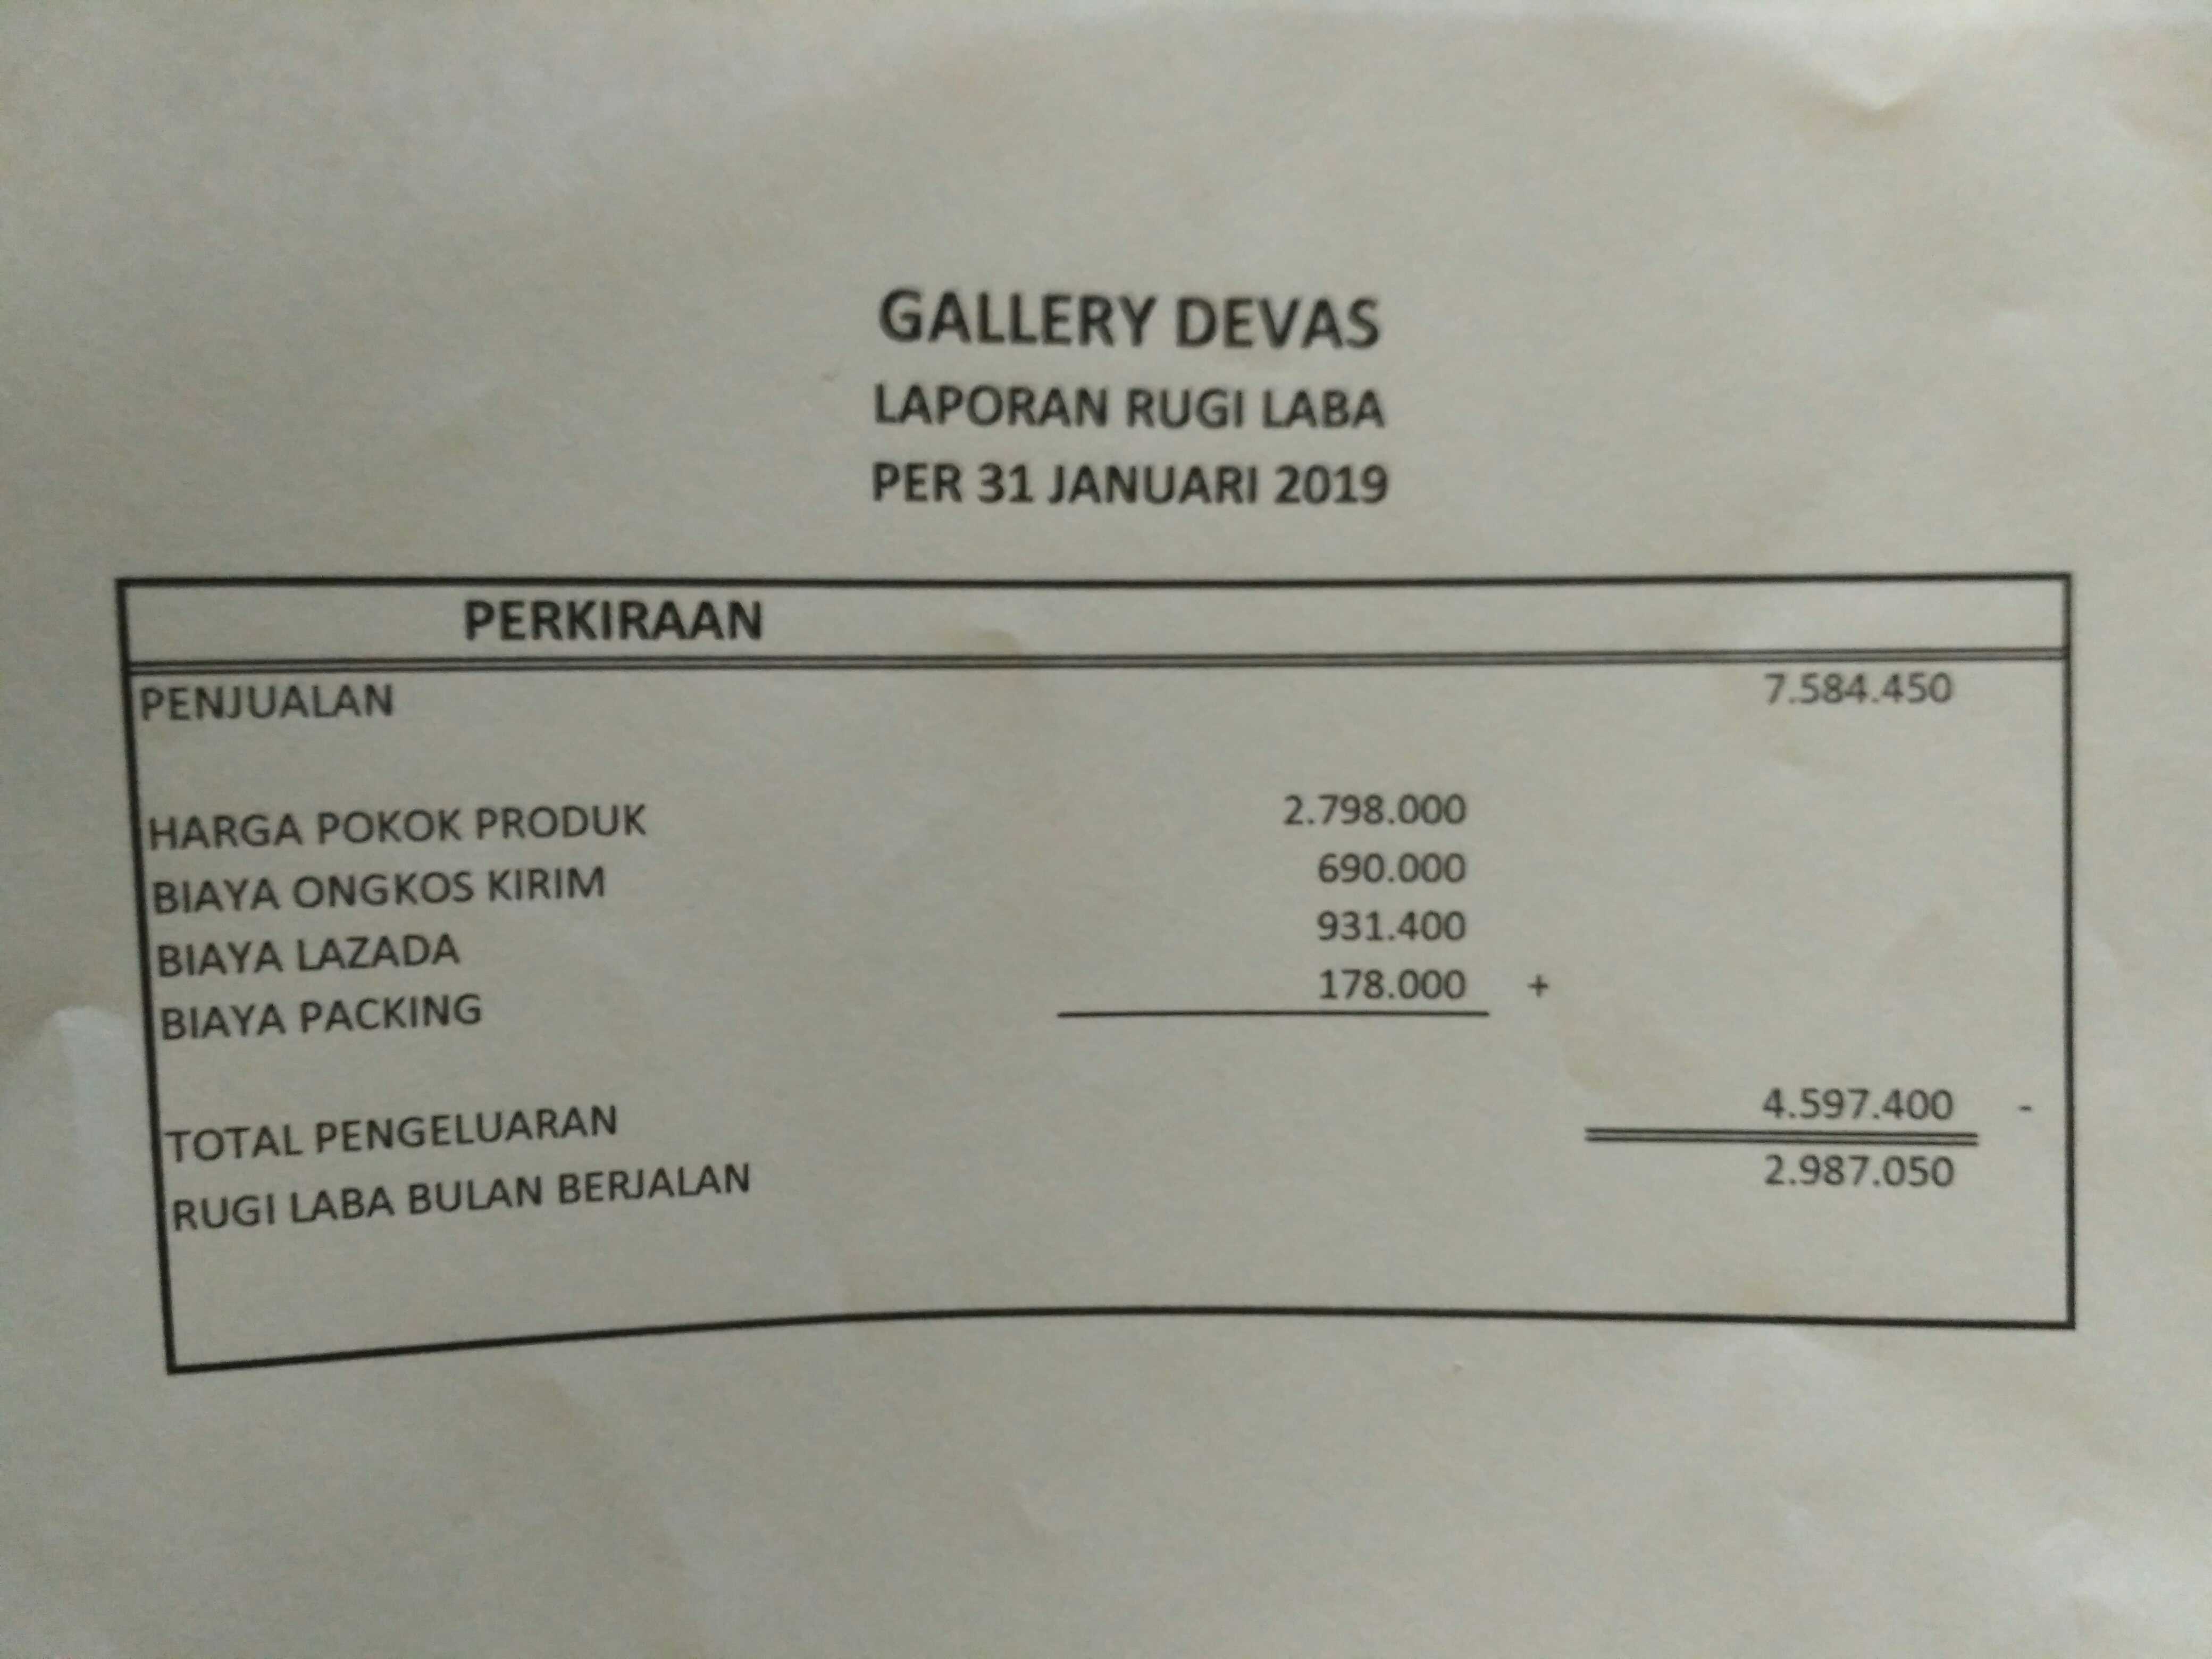 GALLERY DEVAS
LAPORAN RUGI LABA
PER 31 JANUARI 2019
PERKIRAAN
PENJUALAN 7.584.450
HARGA POKOK PRODUK 2.798.000
BIAYA ONGKOS KIRIM 690.000
BIAYA LAZADA 931.400
BIAYA PACKING 178.000 +
TOTAL PENGELUARAN 4.597.400 -
RUGI LABA BULAN BERJALAN 2.987.050